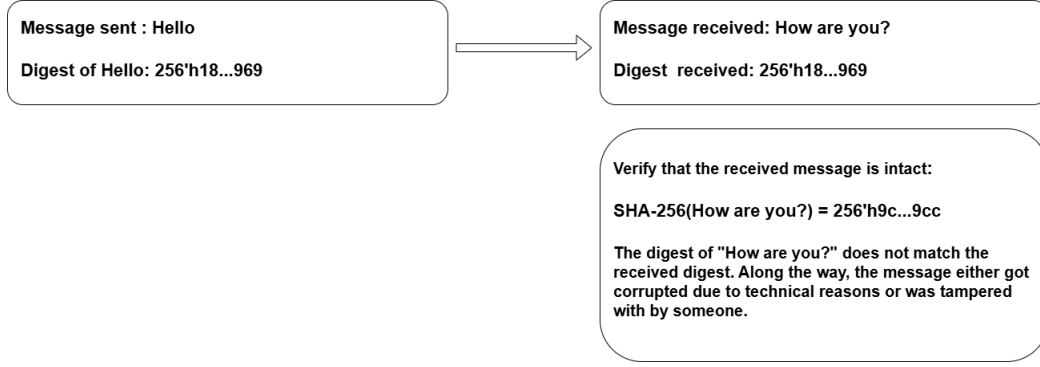 Message sent : Hello
Digest of Hello: 256'h18...969
Message received: How are you?
Digest received: 256'h18...969
Verify that the received message is intact:
SHA-256(How are you?) = 256'h9c...9cc
The digest of "How are you?" does not match the
received digest. Along the way, the message either got
corrupted due to technical reasons or was tampered
with by someone.